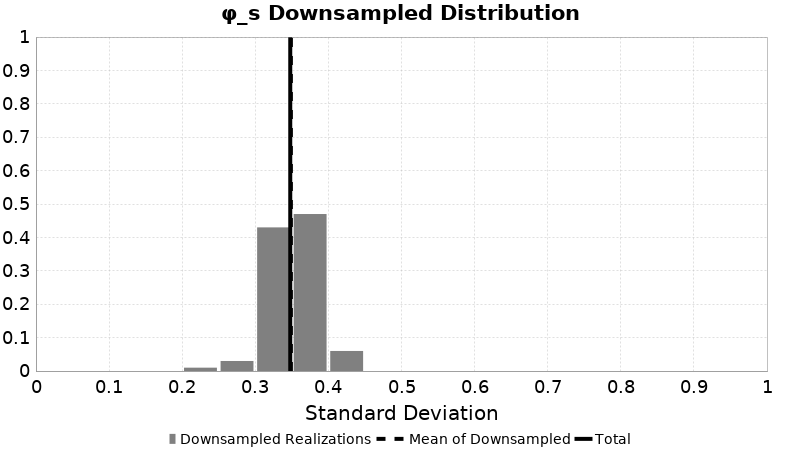 φ_s Downsampled Distribution
1
0.9
0.8
0.7
0.6
0.5
0.4
0.3
0.2
0.1
0
0 0.1 0.2 0.3 0.4 0.5 0.6 0.7 0.8 0.9 1
Standard Deviation
Downsampled Realizations Mean of Downsampled Total